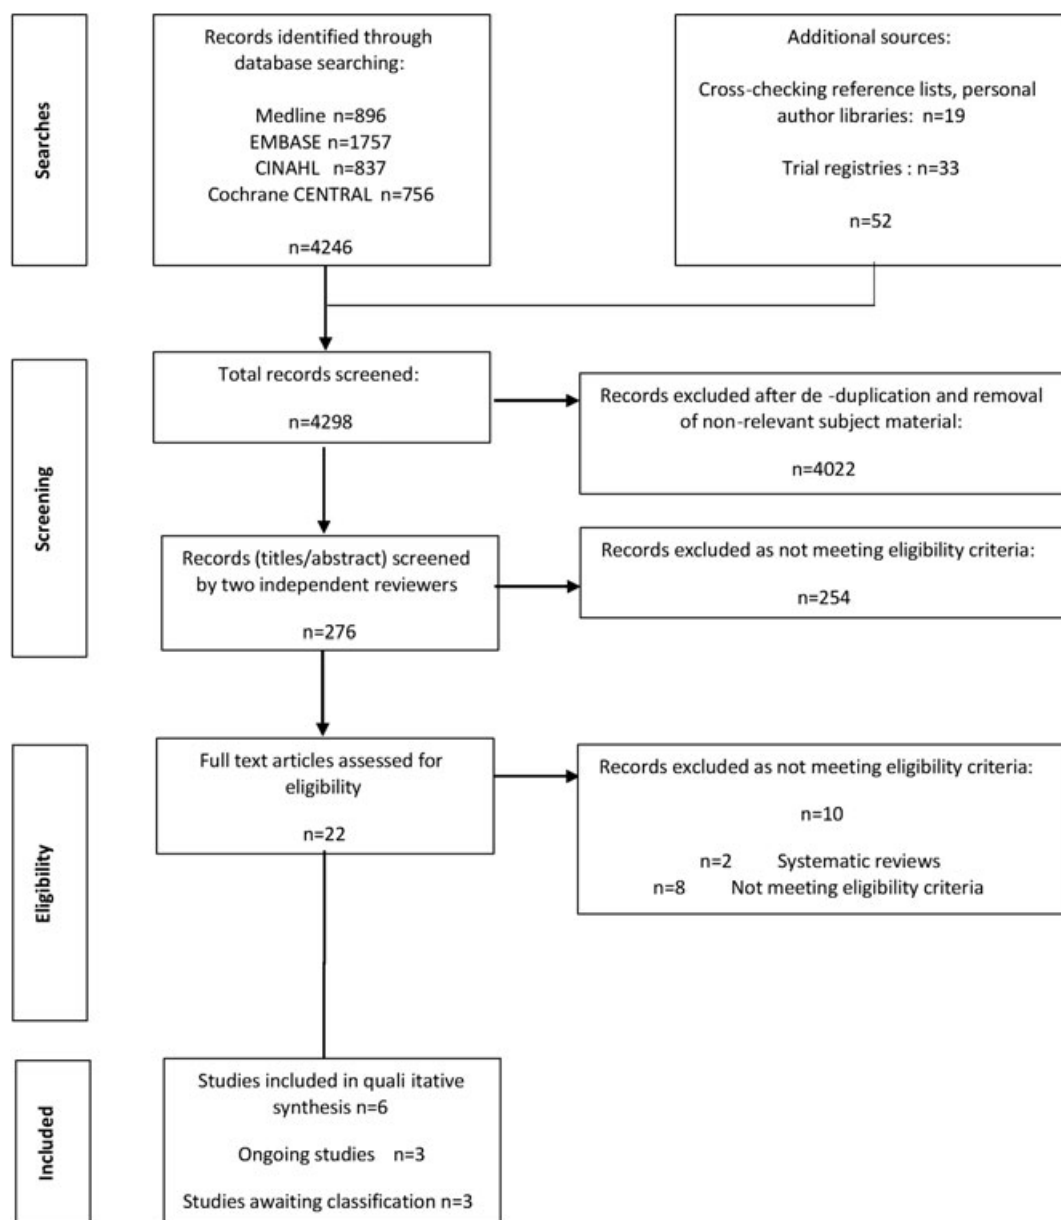 Searches
Records identified through
database searching:
Medline n=896
EMBASE n=1757
CINAHL n=837
Cochrane CENTRAL n=756
n=4246
Additional sources:
Cross-checking reference lists, personal
author libraries: n=19
Trial registries : n=33
n=52
Screening
Total records screened:
n=4298
Records excluded after de -duplication and removal
of non-relevant subject material:
n=4022
Records (titles/abstract) screened
by two independent reviewers
n=276
Records excluded as not meeting eligibility criteria:
n=254
Eligibility
Full text articles assessed for
eligibility
n=22
Records excluded as not meeting eligibility criteria:
n=10
n=2 Systematic reviews
n=8 Not meeting eligibility criteria
Included
Studies included in quali itative
synthesis n=6
Ongoing studies n=3
Studies awaiting classification n=3